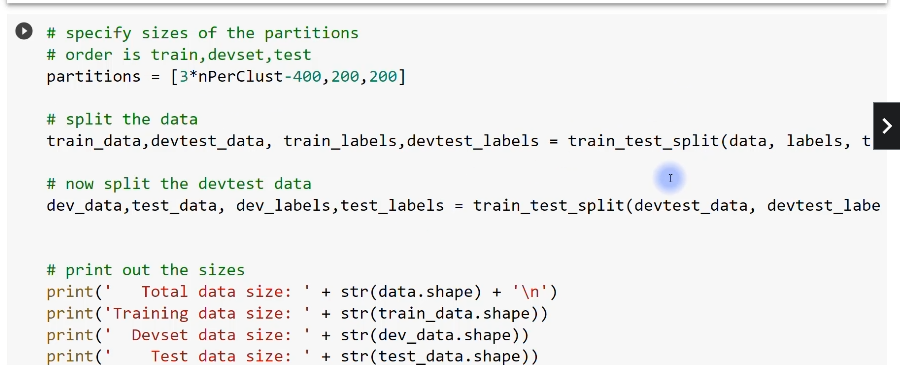 # specify sizes of the partitions
# order is train,devset,test
partitions = [3*nPerClust-400,200,200]
# split the data
train_data,devtest_data, train_labels,devtest_labels = train_test_split(data, labels, t
# now split the devtest data
dev_data,test_data, dev_labels,test_labels = train_test_split(devtest_data, devtest_labe
# print out the sizes
print('   Total data size: ' + str(data.shape) + '\n')
print('Training data size: ' + str(train_data.shape))
print('  Devset data size: ' + str(dev_data.shape))
print('    Test data size: ' + str(test_data.shape))